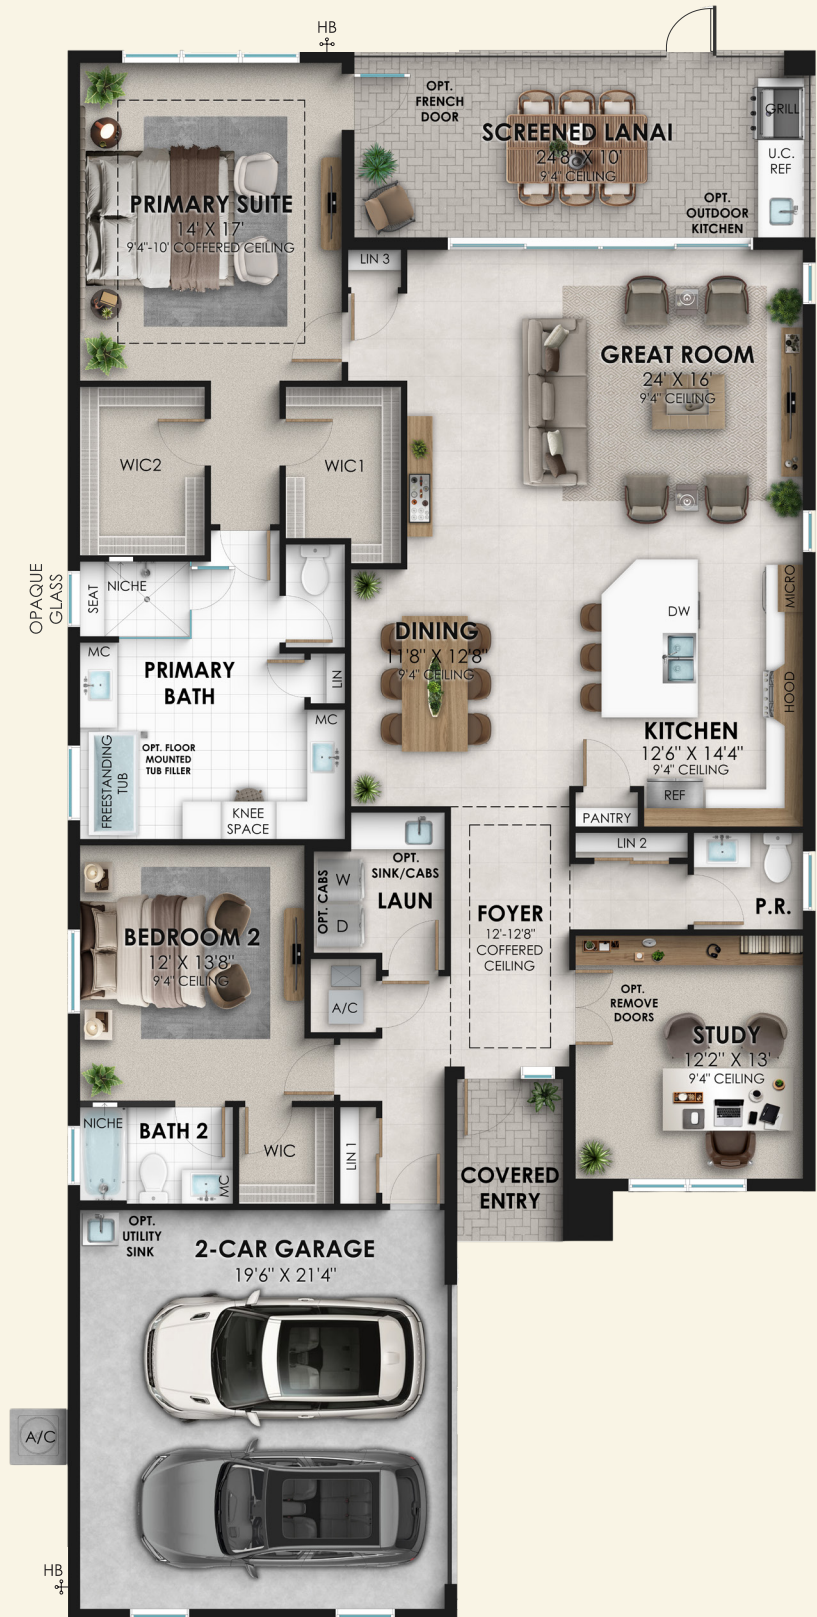 HB
OPT.
FRENCH
DOOR
SCREENED LANAI
24'8" X 10'
9'4" CEILING
GRILL
U.C.
REF
OPT.
OUTDOOR
KITCHEN
PRIMARY SUITE
14' X 17'
9'4"-10' COFFERED CEILING
LIN 3
GREAT ROOM
24' X 16'
9'4" CEILING
WIC2
WIC1
OPAQUE
GLASS
SEAT
NICHE
MICRO
DW
MC
PRIMARY
BATH
LIN
DINING
11'8" X 12'8"
9'4" CEILING
HOOD
MC
FREESTANDING
TUB
OPT. FLOOR
MOUNTED
TUB FILLER
KITCHEN
12'6" X 14'4"
9'4" CEILING
REF
KNEE
SPACE
PANTRY
LIN 2
OPT.
SINK/CABS
OPT. CABS
W
D
LAUN
P.R.
FOYER
12'-12'8"
COFFERED
CEILING
BEDROOM 2
12' X 13'8"
9'4" CEILING
A/C
OPT.
REMOVE
DOORS
STUDY
12'2" X 13'
9'4" CEILING
NICHE
BATH 2
MC
WIC
LIN 1
COVERED
ENTRY
OPT.
UTILITY
SINK
2-CAR GARAGE
19'6" X 21'4"
A/C
HB